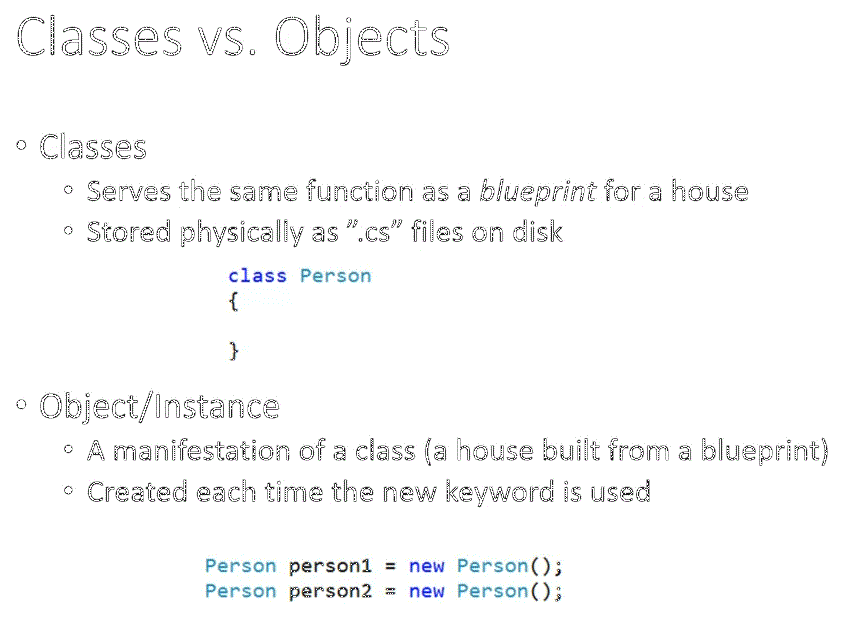 Classes vs. Objects
• Classes
• Serves the same function as a blueprint for a house
• Stored physically as ”.cs” files on disk
class Person
{
}
• Object/Instance
• A manifestation of a class (a house built from a blueprint)
• Created each time the new keyword is used
Person person1 = new Person();
Person person2 = new Person();